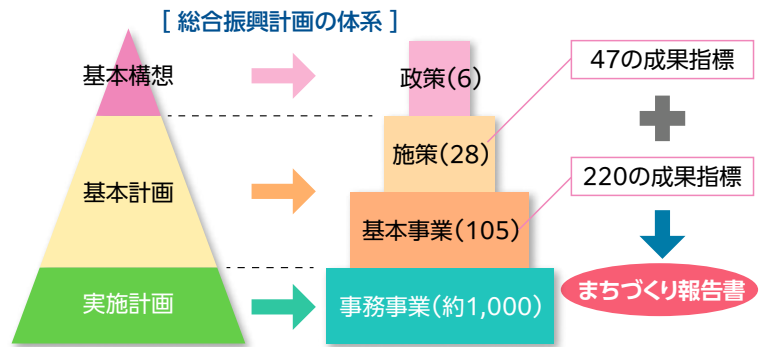 [ 総合振興計画の体系 ]
基本構想
政策(6)
47の成果指標
基本計画
施策(28)
220の成果指標
基本事業(105)
実施計画
事務事業(約1,000)
まちづくり報告書